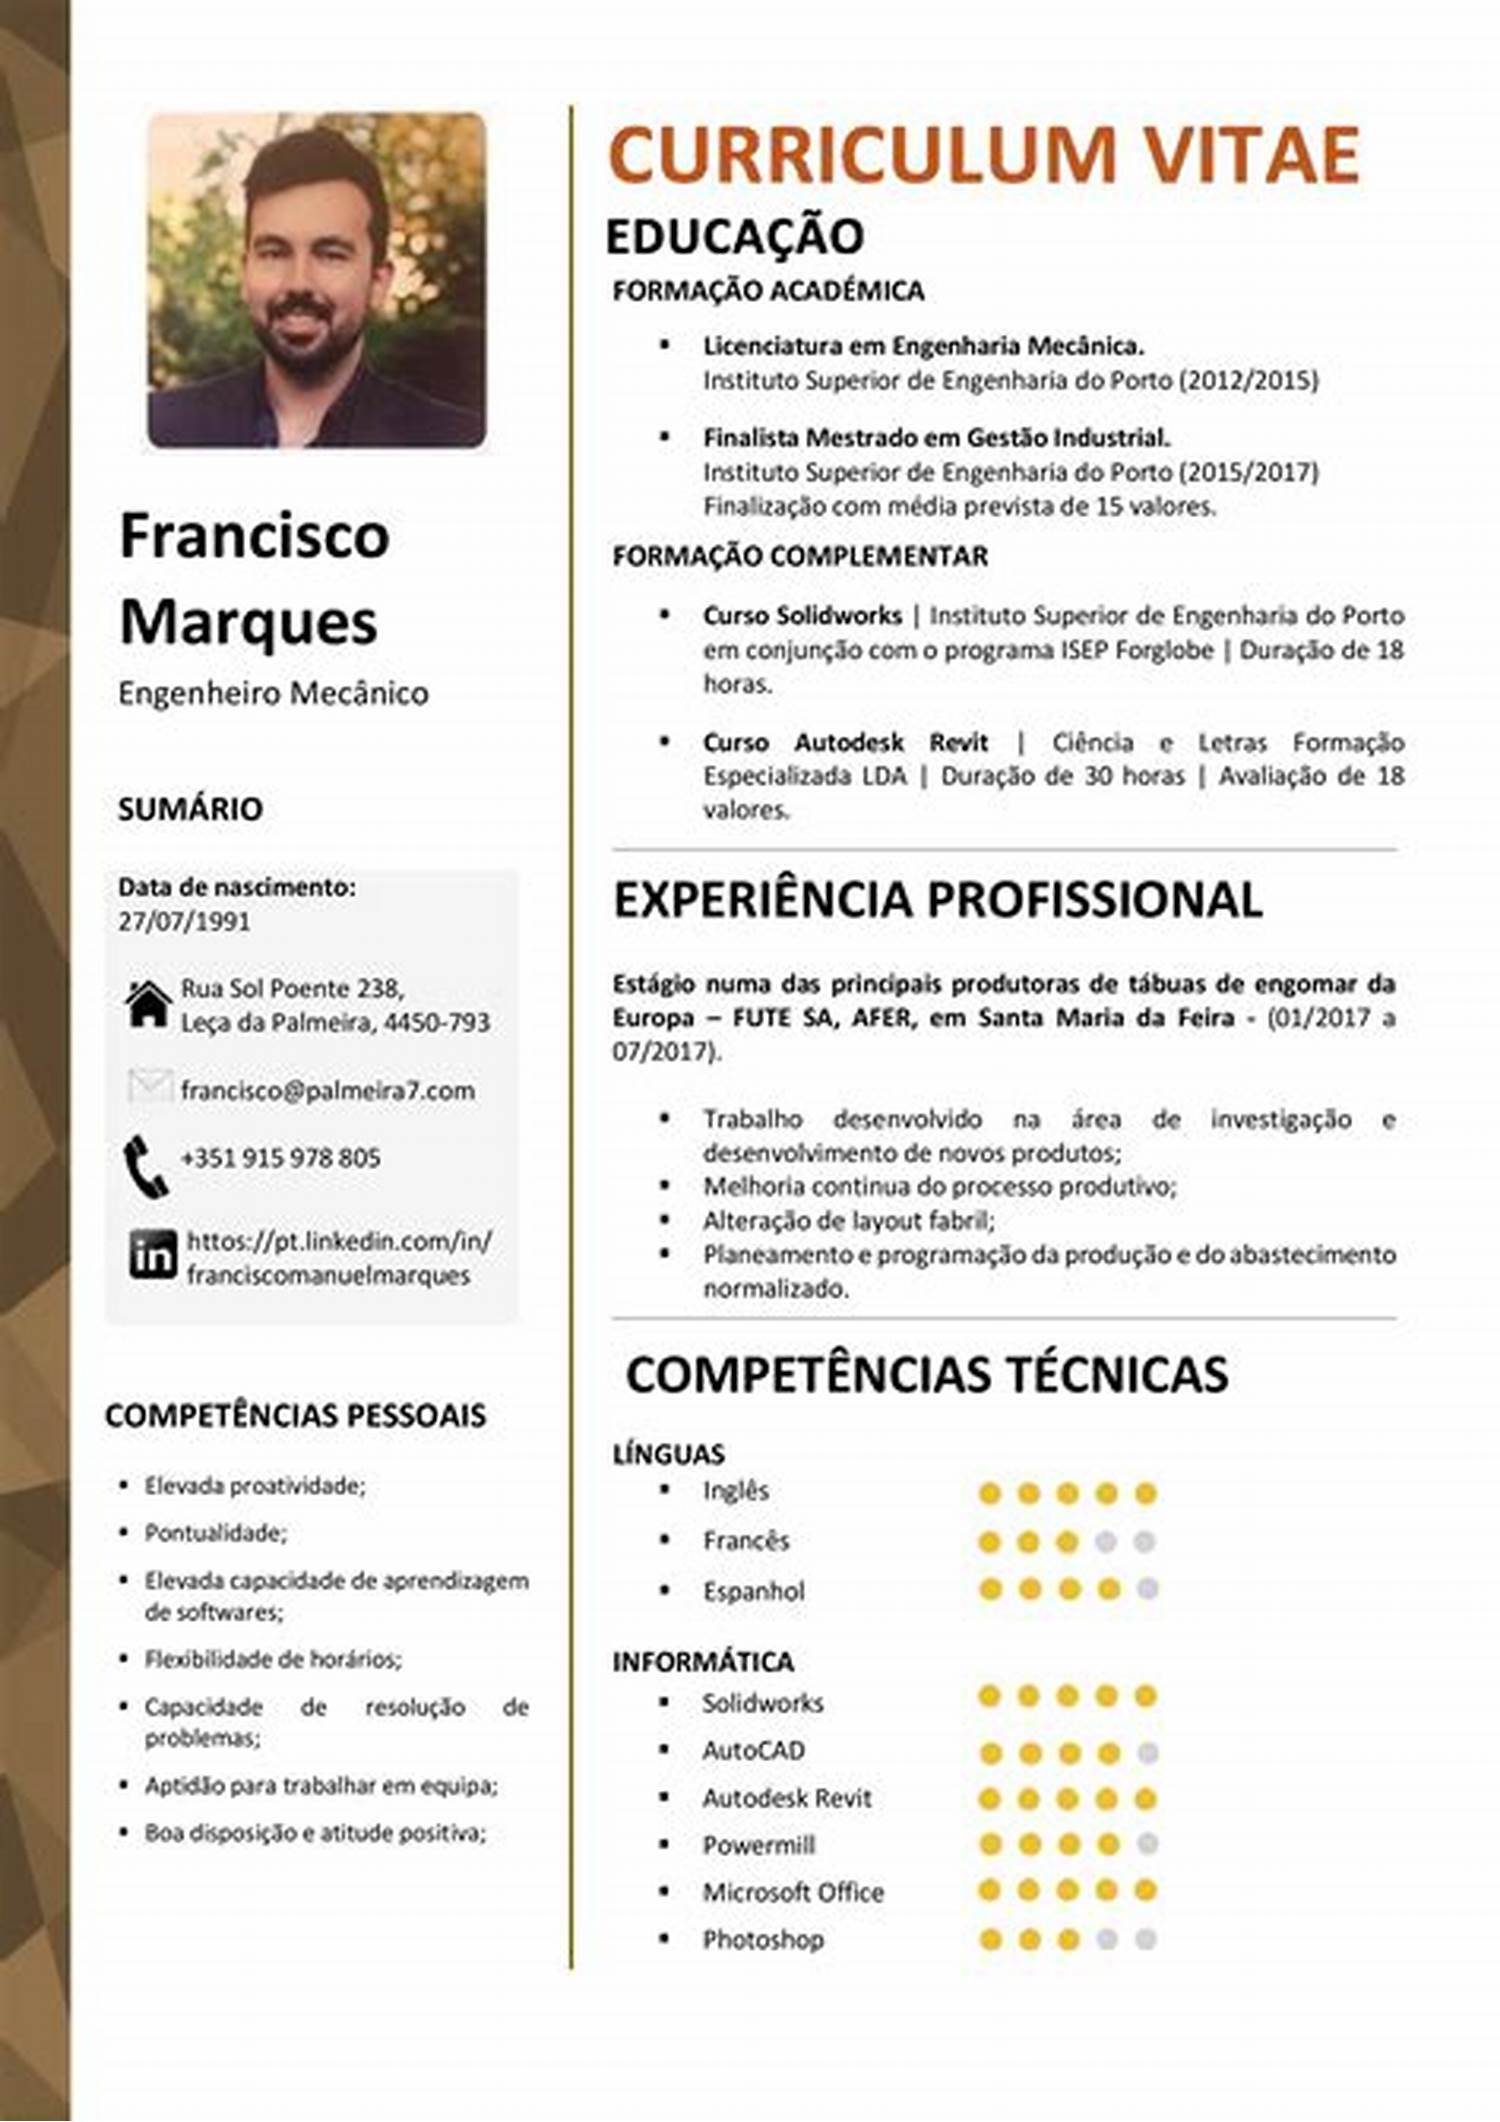 Francisco
Marques
Engenheiro Mecânico
SUMÁRIO
Data de nascimento:
27/07/1991
Rua Sol Poente 238,
Leça da Palmeira, 4450-793
francisco@palmeira7.com
+351 915 978 805
in
httos://pt.linkedin.com/in/
franciscomanuelmarques
COMPETÊNCIAS PESSOAIS
▪ Elevada proatividade;
▪ Pontualidade;
▪ Elevada capacidade de aprendizagem
de softwares;
▪ Flexibilidade de horários;
▪ Capacidade de resolução de
problemas;
▪ Aptidão para trabalhar em equipa;
▪ Boa disposição e atitude positiva;
CURRICULUM VITAE
EDUCAÇÃO
FORMAÇÃO ACADÉMICA
▪ Licenciatura em Engenharia Mecânica.
Instituto Superior de Engenharia do Porto (2012/2015)
▪ Finalista Mestrado em Gestão Industrial.
Instituto Superior de Engenharia do Porto (2015/2017)
Finalização com média prevista de 15 valores.
FORMAÇÃO COMPLEMENTAR
▪ Curso Solidworks | Instituto Superior de Engenharia do Porto
em conjunção com o programa ISEP Forglobe | Duração de 18
horas.
▪ Curso Autodesk Revit | Ciência e Letras Formação
Especializada LDA | Duração de 30 horas | Avaliação de 18
valores.
EXPERIÊNCIA PROFISSIONAL
Estágio numa das principais produtoras de tábuas de engomar da
Europa – FUTE SA, AFER, em Santa Maria da Feira - (01/2017 a
07/2017).
▪ Trabalho desenvolvido na área de investigação e
desenvolvimento de novos produtos;
▪ Melhoria continua do processo produtivo;
▪ Alteração de layout fabril;
▪ Planeamento e programação da produção e do abastecimento
normalizado.
COMPETÊNCIAS TÉCNICAS
LÍNGUAS
▪ Inglês
▪ Francês
▪ Espanhol
INFORMÁTICA
▪ Solidworks
▪ AutoCAD
▪ Autodesk Revit
▪ Powermill
▪ Microsoft Office
▪ Photoshop